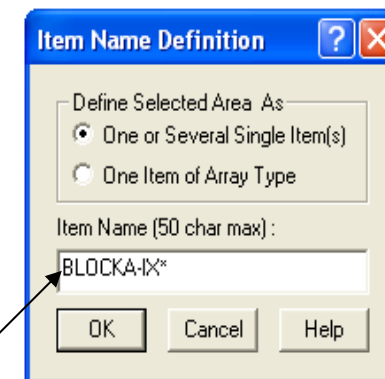 Item Name Definition
Define Selected Area As
One or Several Single Item(s)
One Item of Array Type
Item Name (50 char max) :
BLOCKA-IX*
OK Cancel Help